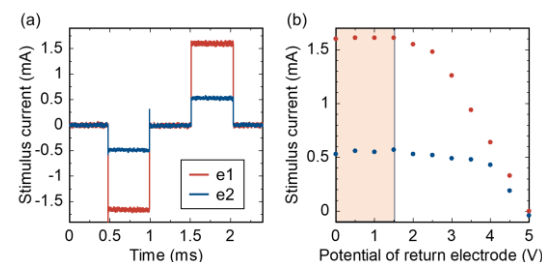 (a)
Stimulus current (mA)
1.5
1
0.5
0
-0.5
-1
-1.5
e1
e2
0 0.5 1 1.5 2
Time (ms)
(b)
Stimulus current (mA)
1.5
1
0.5
0
0 1 2 3 4 5
Potential of return electrode (V)